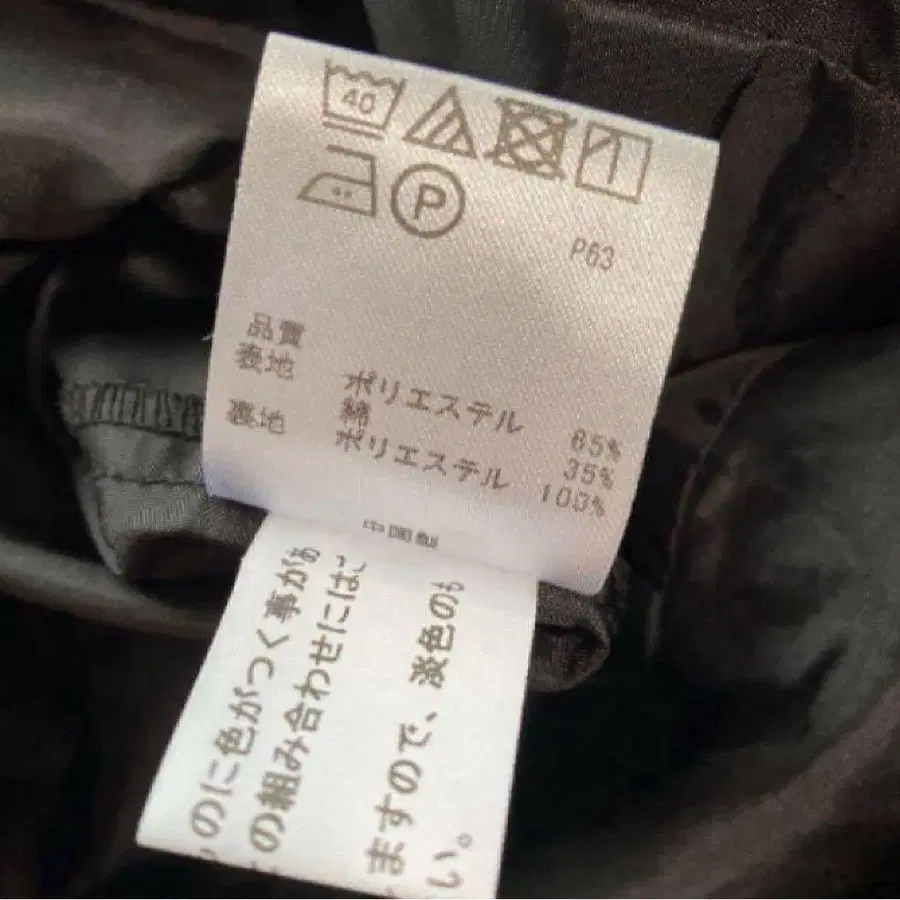 40
P
P63
品質
表地 ポリエステル 65%
綿 35%
裏地 ポリエステル 100%
中国製
のに色がつく事があ
の組み合わせには
ますので、淡色のも
い。